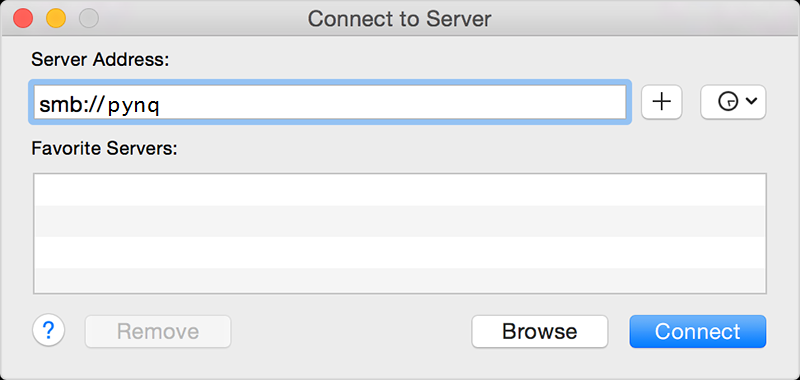 Connect to Server
Server Address:
smb://pynq
Favorite Servers:
?
Remove
Browse
Connect